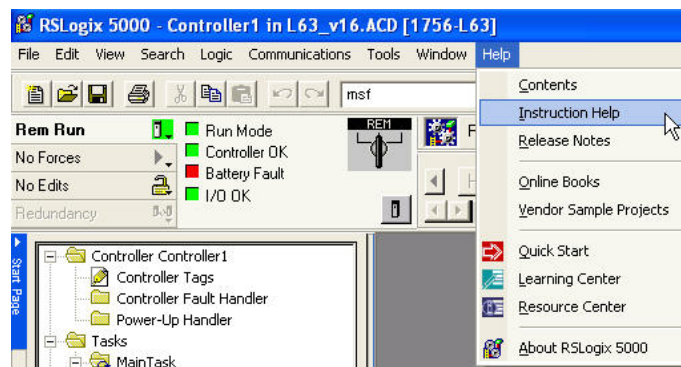 RSLogix 5000 - Controller1 in L63_v16.ACD [1756-L63]
File Edit View Search Logic Communications Tools Window Help
msf
Rem Run
No Forces
No Edits
Redundancy
Run Mode
Controller OK
Battery Fault
I/O OK
REM
Contents
Instruction Help
Release Notes
Online Books
Vendor Sample Projects
Quick Start
Learning Center
Resource Center
About RSLogix 5000
Start Page
Controller Controller1
Controller Tags
Controller Fault Handler
Power-Up Handler
Tasks
MainTask